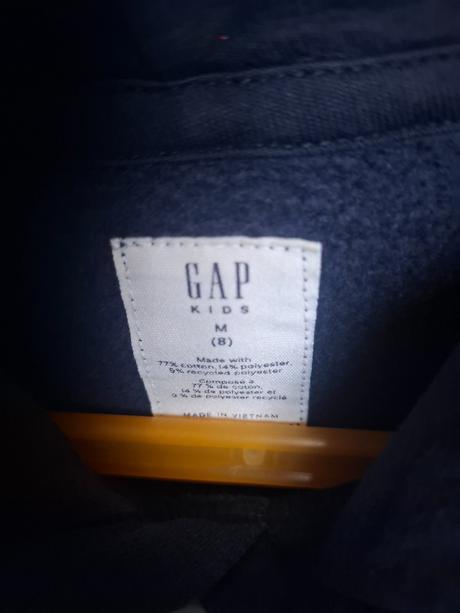 GAP
KIDS
M
(8)
Made with
77% cotton, 14% polyester,
9% recycled polyester
Composé à
77 % de coton,
14 % de polyester et
9 % de polyester recyclé
MADE IN VIETNAM